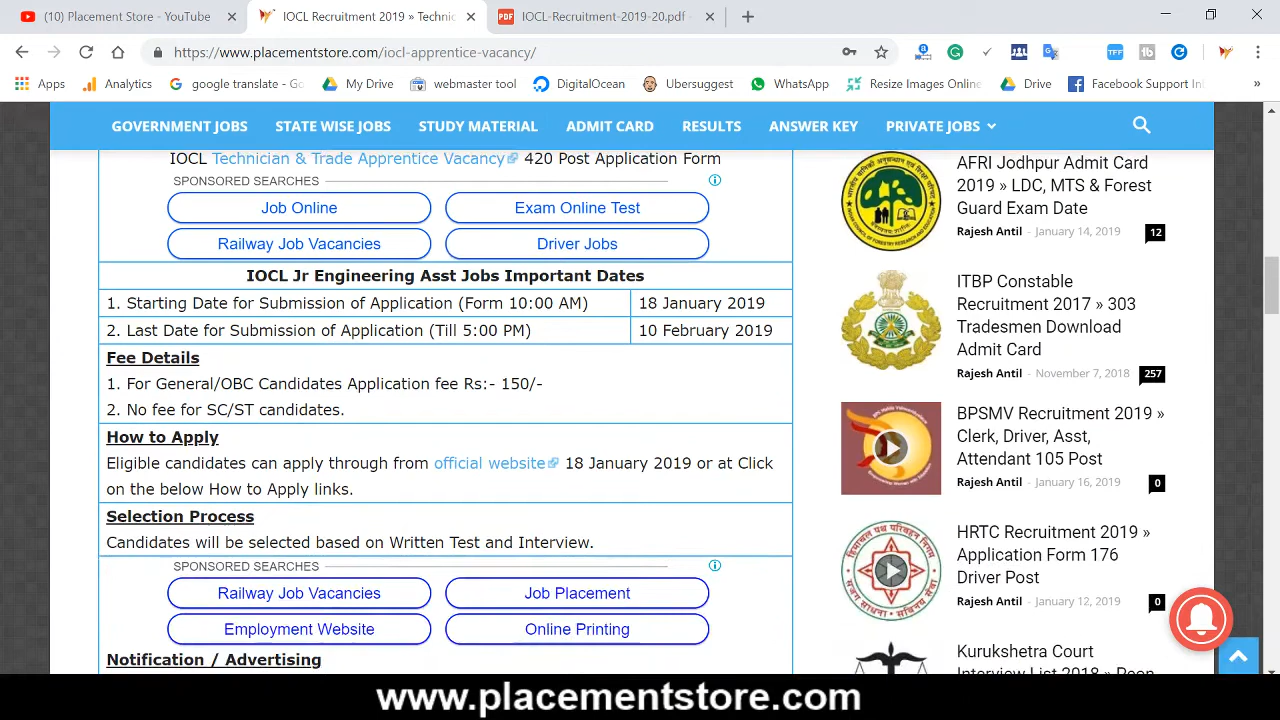 (10) Placement Store - YouTube
IOCL Recruitment 2019 » Technic
IOCL-Recruitment-2019-20.pdf -
https://www.placementstore.com/iocl-apprentice-vacancy/
Apps
Analytics
google translate - Go
My Drive
webmaster tool
DigitalOcean
Ubersuggest
WhatsApp
Resize Images Online
Drive
Facebook Support Inf
GOVERNMENT JOBS
STATE WISE JOBS
STUDY MATERIAL
ADMIT CARD
RESULTS
ANSWER KEY
PRIVATE JOBS
IOCL Technician & Trade Apprentice Vacancy 420 Post Application Form
SPONSORED SEARCHES
Job Online
Exam Online Test
Railway Job Vacancies
Driver Jobs
IOCL Jr Engineering Asst Jobs Important Dates
1. Starting Date for Submission of Application (Form 10:00 AM) 18 January 2019
2. Last Date for Submission of Application (Till 5:00 PM) 10 February 2019
Fee Details
1. For General/OBC Candidates Application fee Rs:- 150/-
2. No fee for SC/ST candidates.
How to Apply
Eligible candidates can apply through from official website 18 January 2019 or at Click
on the below How to Apply links.
Selection Process
Candidates will be selected based on Written Test and Interview.
SPONSORED SEARCHES
Railway Job Vacancies
Job Placement
Employment Website
Online Printing
Notification / Advertising
AFRI Jodhpur Admit Card
2019 » LDC, MTS & Forest
Guard Exam Date
Rajesh Antil - January 14, 2019 12
ITBP Constable
Recruitment 2017 » 303
Tradesmen Download
Admit Card
Rajesh Antil - November 7, 2018 257
BPSMV Recruitment 2019 »
Clerk, Driver, Asst,
Attendant 105 Post
Rajesh Antil - January 16, 2019 0
HRTC Recruitment 2019 »
Application Form 176
Driver Post
Rajesh Antil - January 12, 2019 0
Kurukshetra Court
Interview List 2018 » Peon
www.placementstore.com